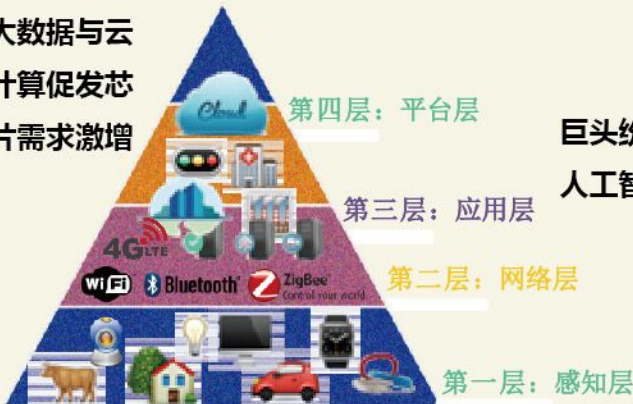 大数据与云
计算促发芯
片需求激增
Cloud
第四层：平台层
巨头纷
人工智
第三层：应用层
4G LTE
第二层：网络层
WiFi Bluetooth ZigBee
Control your world
第一层：感知层